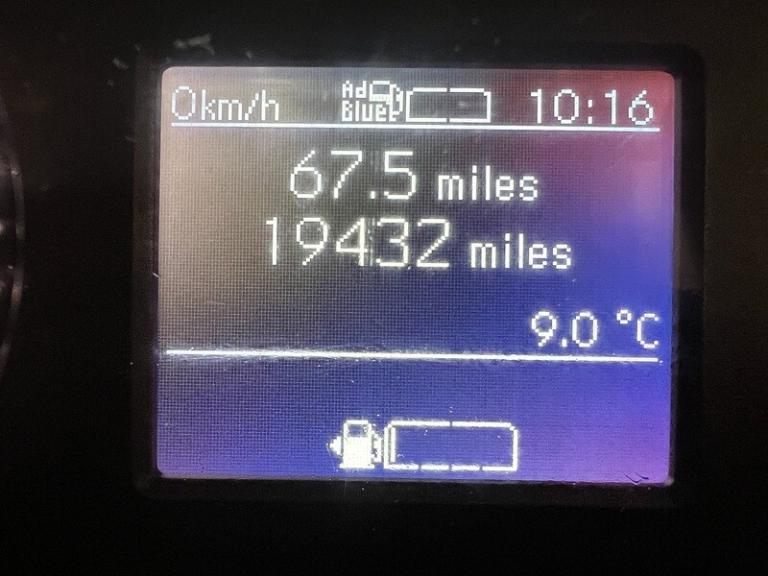 0km/h Ad Blue 10:16
67.5 miles
19432 miles
9.0 °C